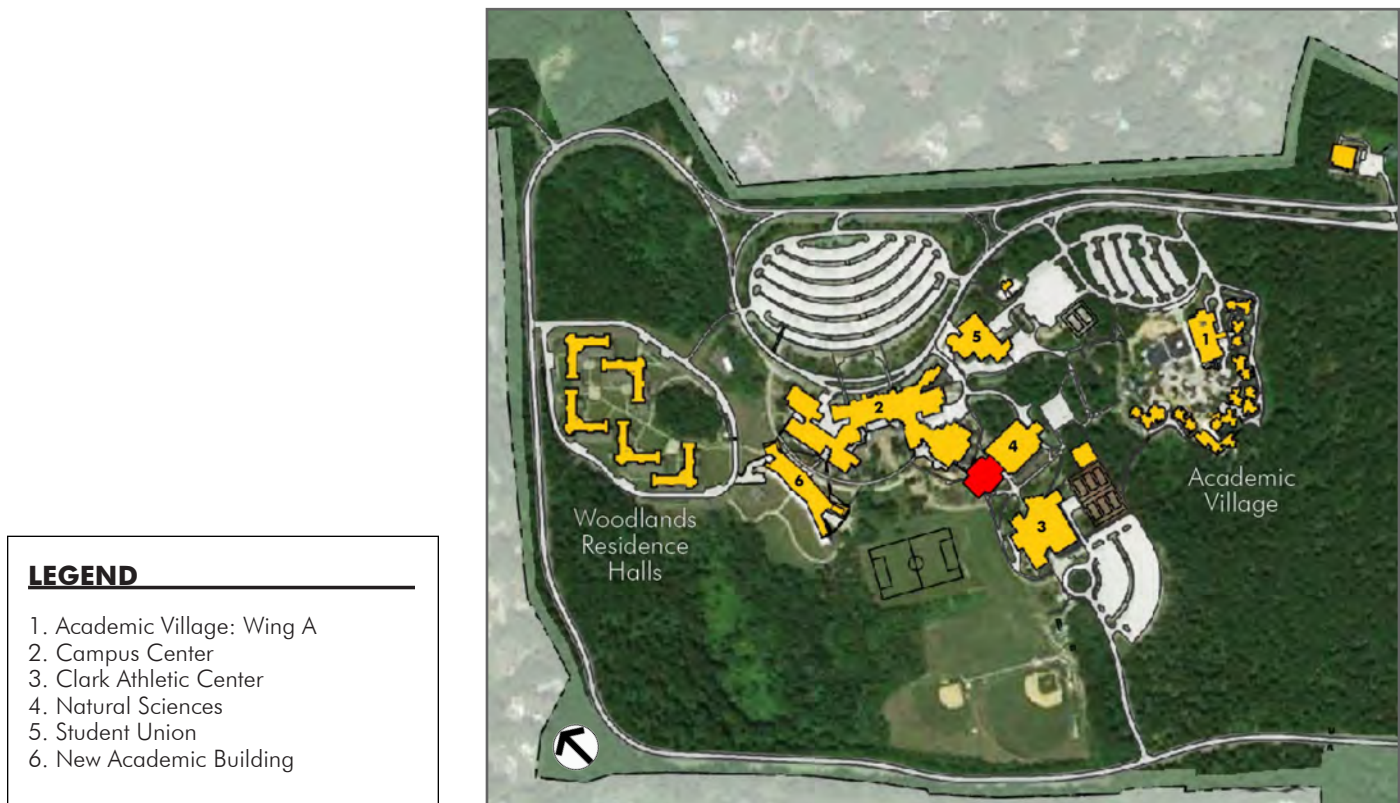 LEGEND
1. Academic Village: Wing A
2. Campus Center
3. Clark Athletic Center
4. Natural Sciences
5. Student Union
6. New Academic Building
1
5
2
4
6
3
Academic
Village
Woodlands
Residence
Halls